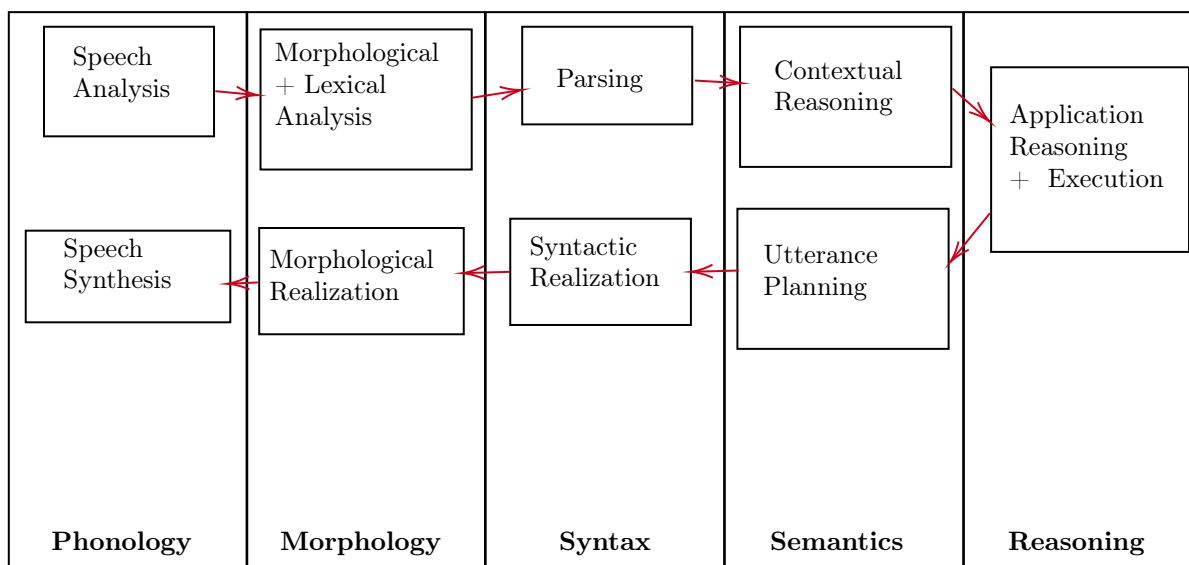 Speech
Analysis
Morphological
+ Lexical
Analysis
Parsing
Contextual
Reasoning
Application
Reasoning
+ Execution
Speech
Synthesis
Morphological
Realization
Syntactic
Realization
Utterance
Planning
Phonology
Morphology
Syntax
Semantics
Reasoning